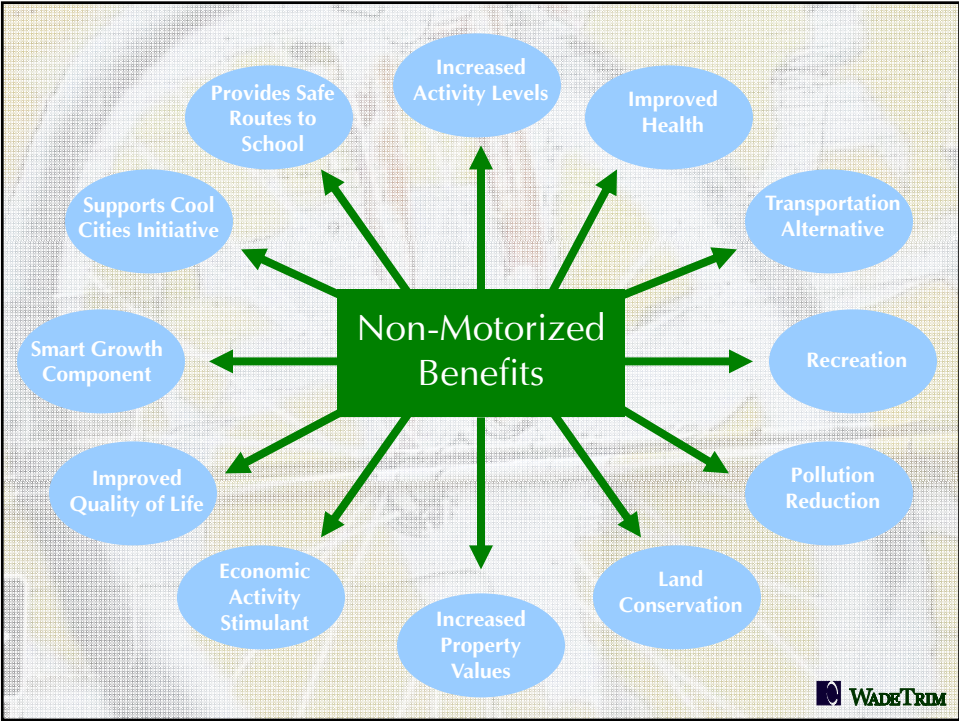 Increased
Activity Levels
Provides Safe
Routes to
School
Improved
Health
Supports Cool
Cities Initiative
Transportation
Alternative
Non-Motorized
Benefits
Smart Growth
Component
Recreation
Improved
Quality of Life
Pollution
Reduction
Economic
Activity
Stimulant
Land
Conservation
Increased
Property
Values
WADETRIM